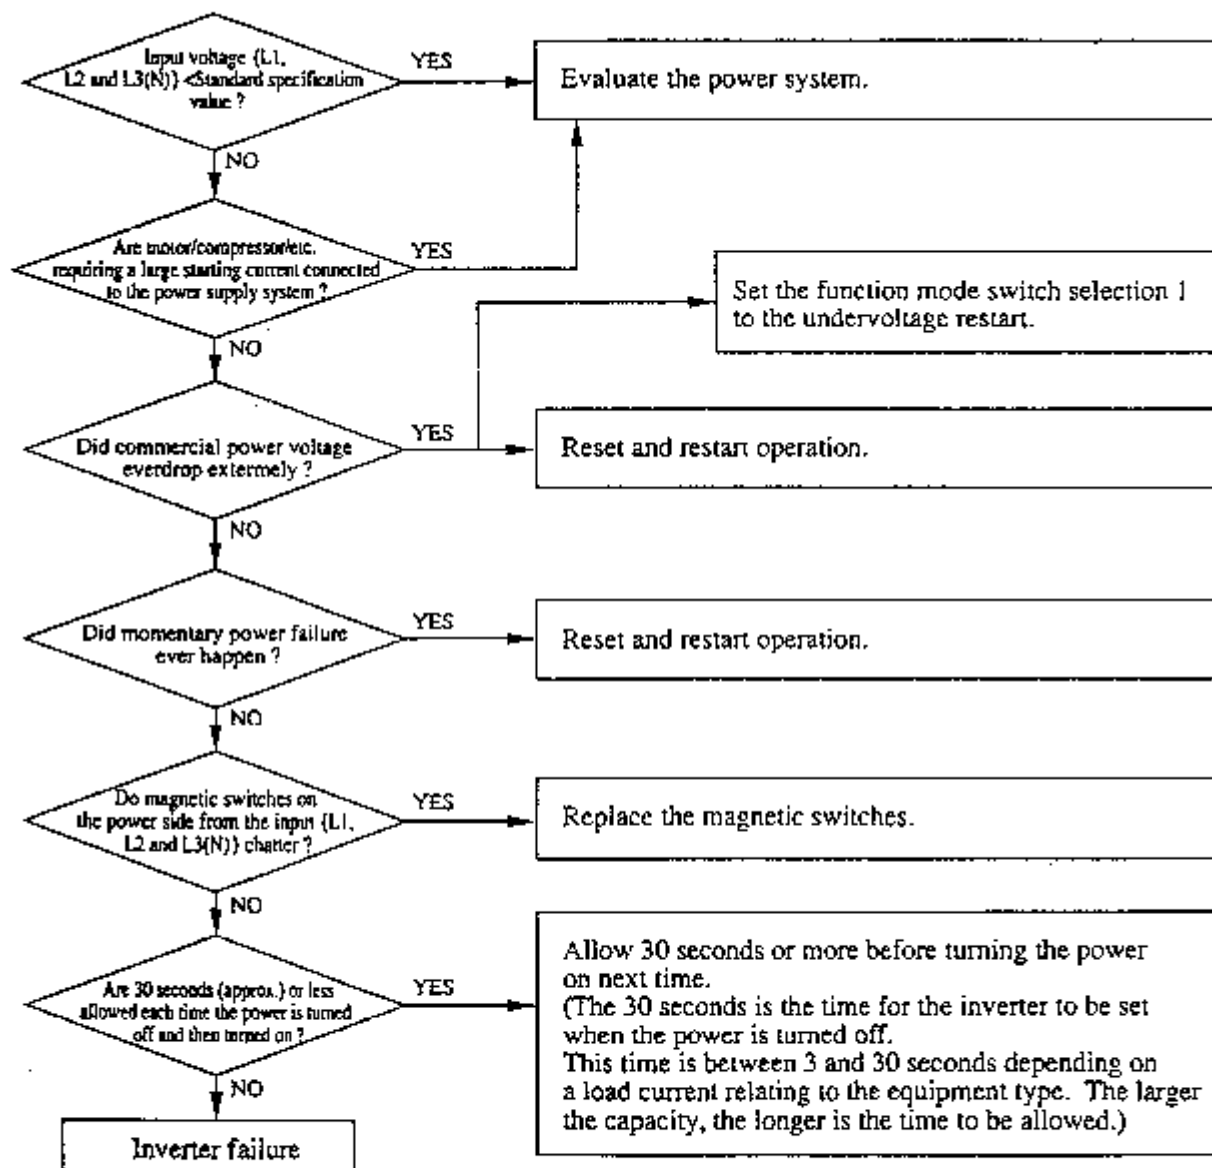 Input voltage {L1,
L2 and L3(N)} <Standard specification
value ?
YES
Evaluate the power system.
NO
Are motor/compressor/etc.
requiring a large starting current connected
to the power supply system ?
YES
Set the function mode switch selection 1
to the undervoltage restart.
NO
Did commercial power voltage
everdrop extermely ?
YES
Reset and restart operation.
NO
Did momentary power failure
ever happen ?
YES
Reset and restart operation.
NO
Do magnetic switches on
the power side from the input {L1,
L2 and L3(N)} chatter ?
YES
Replace the magnetic switches.
NO
Are 30 seconds (approx.) or less
allowed each time the power is turned
off and then turned on ?
YES
Allow 30 seconds or more before turning the power
on next time.
(The 30 seconds is the time for the inverter to be set
when the power is turned off.
This time is between 3 and 30 seconds depending on
a load current relating to the equipment type. The larger
the capacity, the longer is the time to be allowed.)
NO
Inverter failure